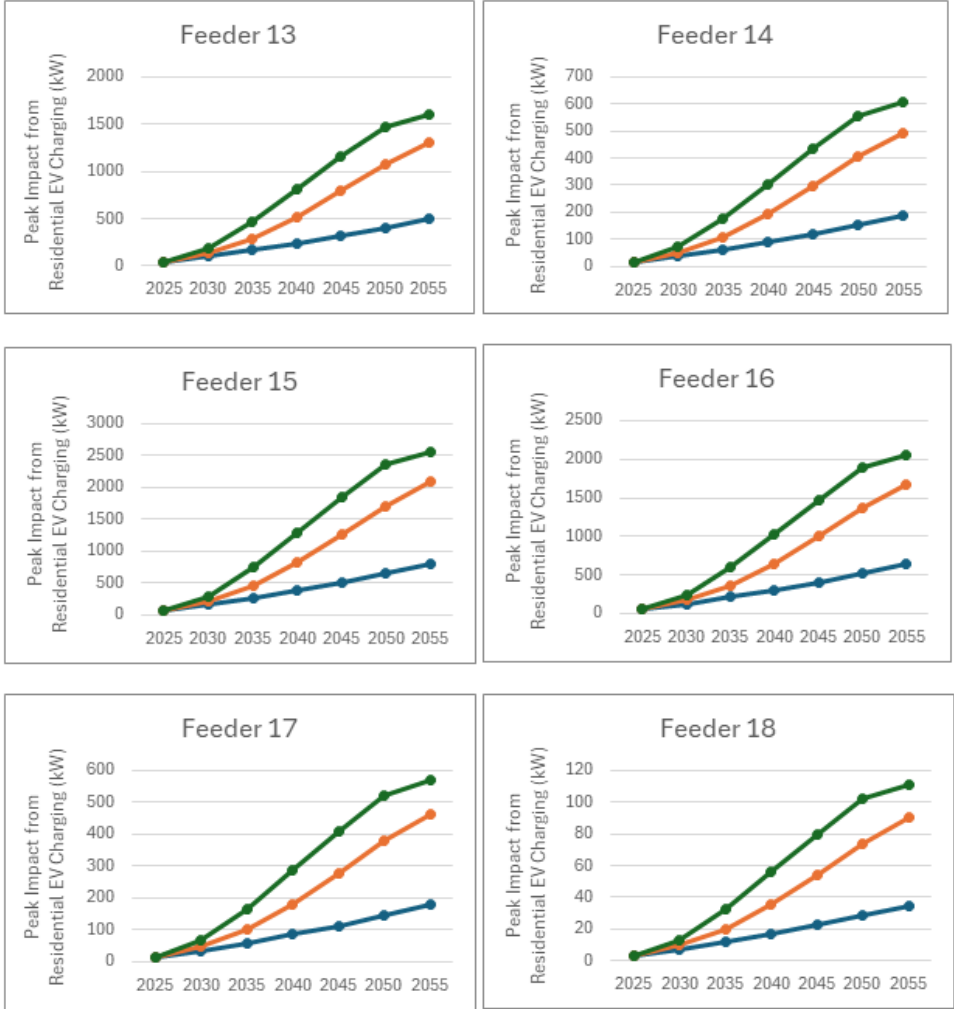 Feeder 13
Peak Impact from
Residential EV Charging (kW)
2000
1500
1000
500
0
2025 2030 2035 2040 2045 2050 2055
Feeder 14
Peak Impact from
Residential EV Charging (kW)
700
600
500
400
300
200
100
0
2025 2030 2035 2040 2045 2050 2055
Feeder 15
Peak Impact from
Residential EV Charging (kW)
3000
2500
2000
1500
1000
500
0
2025 2030 2035 2040 2045 2050 2055
Feeder 16
Peak Impact from
Residential EV Charging (kW)
2500
2000
1500
1000
500
0
2025 2030 2035 2040 2045 2050 2055
Feeder 17
Peak Impact from
Residential EV Charging (kW)
600
500
400
300
200
100
0
2025 2030 2035 2040 2045 2050 2055
Feeder 18
Peak Impact from
Residential EV Charging (kW)
120
100
80
60
40
20
0
2025 2030 2035 2040 2045 2050 2055